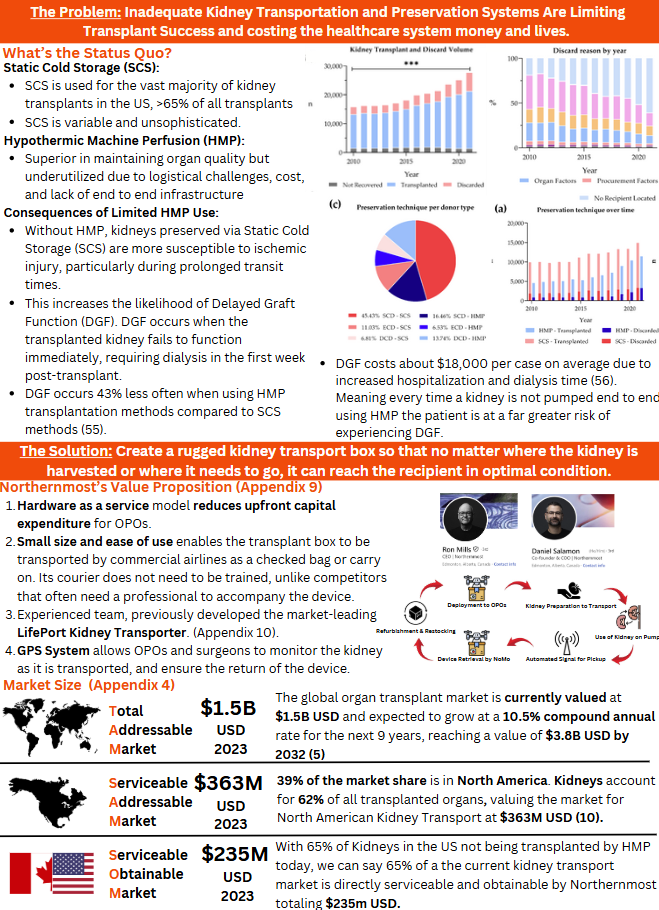 The Problem: Inadequate Kidney Transportation and Preservation Systems Are Limiting
Transplant Success and costing the healthcare system money and lives.
What's the Status Quo?
Static Cold Storage (SCS):
• SCS is used for the vast majority of kidney
transplants in the US, >65% of all transplants
• SCS is variable and unsophisticated.
Hypothermic Machine Perfusion (HMP):
• Superior in maintaining organ quality but
underutilized due to logistical challenges, cost,
and lack of end to end infrastructure
Consequences of Limited HMP Use:
• Without HMP, kidneys preserved via Static Cold
Storage (SCS) are more susceptible to ischemic
injury, particularly during prolonged transit
times.
• This increases the likelihood of Delayed Graft
Function (DGF). DGF occurs when the
transplanted kidney fails to function
immediately, requiring dialysis in the first week
post-transplant.
• DGF occurs 43% less often when using HMP
transplantation methods compared to SCS
methods (55).
Kidney Transplant and Discard Volume
***
30,000
20,000
10,000
0
2010
2015
2020
Year
Not Recovered
Transplanted
Discarded
Discard reason by year
100
50
0
2010
2015
2020
Year
Organ Factors
Procurement Factors
No Recipient Located
(c)
Preservation technique per donor type
45.43% SCD - SCS
16.46% SCD - HMP
11.03% ECD - SCS
6.53% ECD - HMP
6.81% DCD - SCS
13.74% DCD - HMP
(a)
Preservation technique over time
20,000
15,000
10,000
5,000
0
2010
2015
2020
Year
HMP - Transplanted
HMP - Discarded
SCS - Transplanted
SCS - Discarded
• DGF costs about $18,000 per case on average due to
increased hospitalization and dialysis time (56).
Meaning every time a kidney is not pumped end to end
using HMP the patient is at a far greater risk of
experiencing DGF.
The Solution: Create a rugged kidney transport box so that no matter where the kidney is
harvested or where it needs to go, it can reach the recipient in optimal condition.
Northernmost's Value Proposition (Appendix 9)
1. Hardware as a service model reduces upfront capital
expenditure for OPOs.
2. Small size and ease of use enables the transplant box to be
transported by commercial airlines as a checked bag or carry
on. Its courier does not need to be trained, unlike competitors
that often need a professional to accompany the device.
3. Experienced team, previously developed the market-leading
LifePort Kidney Transporter. (Appendix 10).
4. GPS System allows OPOs and surgeons to monitor the kidney
as it is transported, and ensure the return of the device.
Ron Mills
CEO | Northernmost
Edmonton, Alberta, Canada · Contact info
Daniel Salamon
Co-Founder & COO | Northernmost
Edmonton, Alberta, Canada · Contact info
Deployment to OPOs
Kidney Preparation to Transport
Refurbishment & Restocking
Use of Kidney on Pump
Device Retrieval by NoMo
Automated Signal for Pickup
Market Size (Appendix 4)
Total
Addressable
Market
$1.5B
USD
2023
The global organ transplant market is currently valued at
$1.5B USD and expected to grow at a 10.5% compound annual
rate for the next 9 years, reaching a value of $3.8B USD by
2032 (5)
Serviceable
Addressable
Market
$363M
USD
2023
39% of the market share is in North America. Kidneys account
for 62% of all transplanted organs, valuing the market for
North American Kidney Transport at $363M USD (10).
Serviceable
Obtainable
Market
$235M
USD
2023
With 65% of Kidneys in the US not being transplanted by HMP
today, we can say 65% of a the current kidney transport
market is directly serviceable and obtainable by Northernmost
totaling $235m USD.